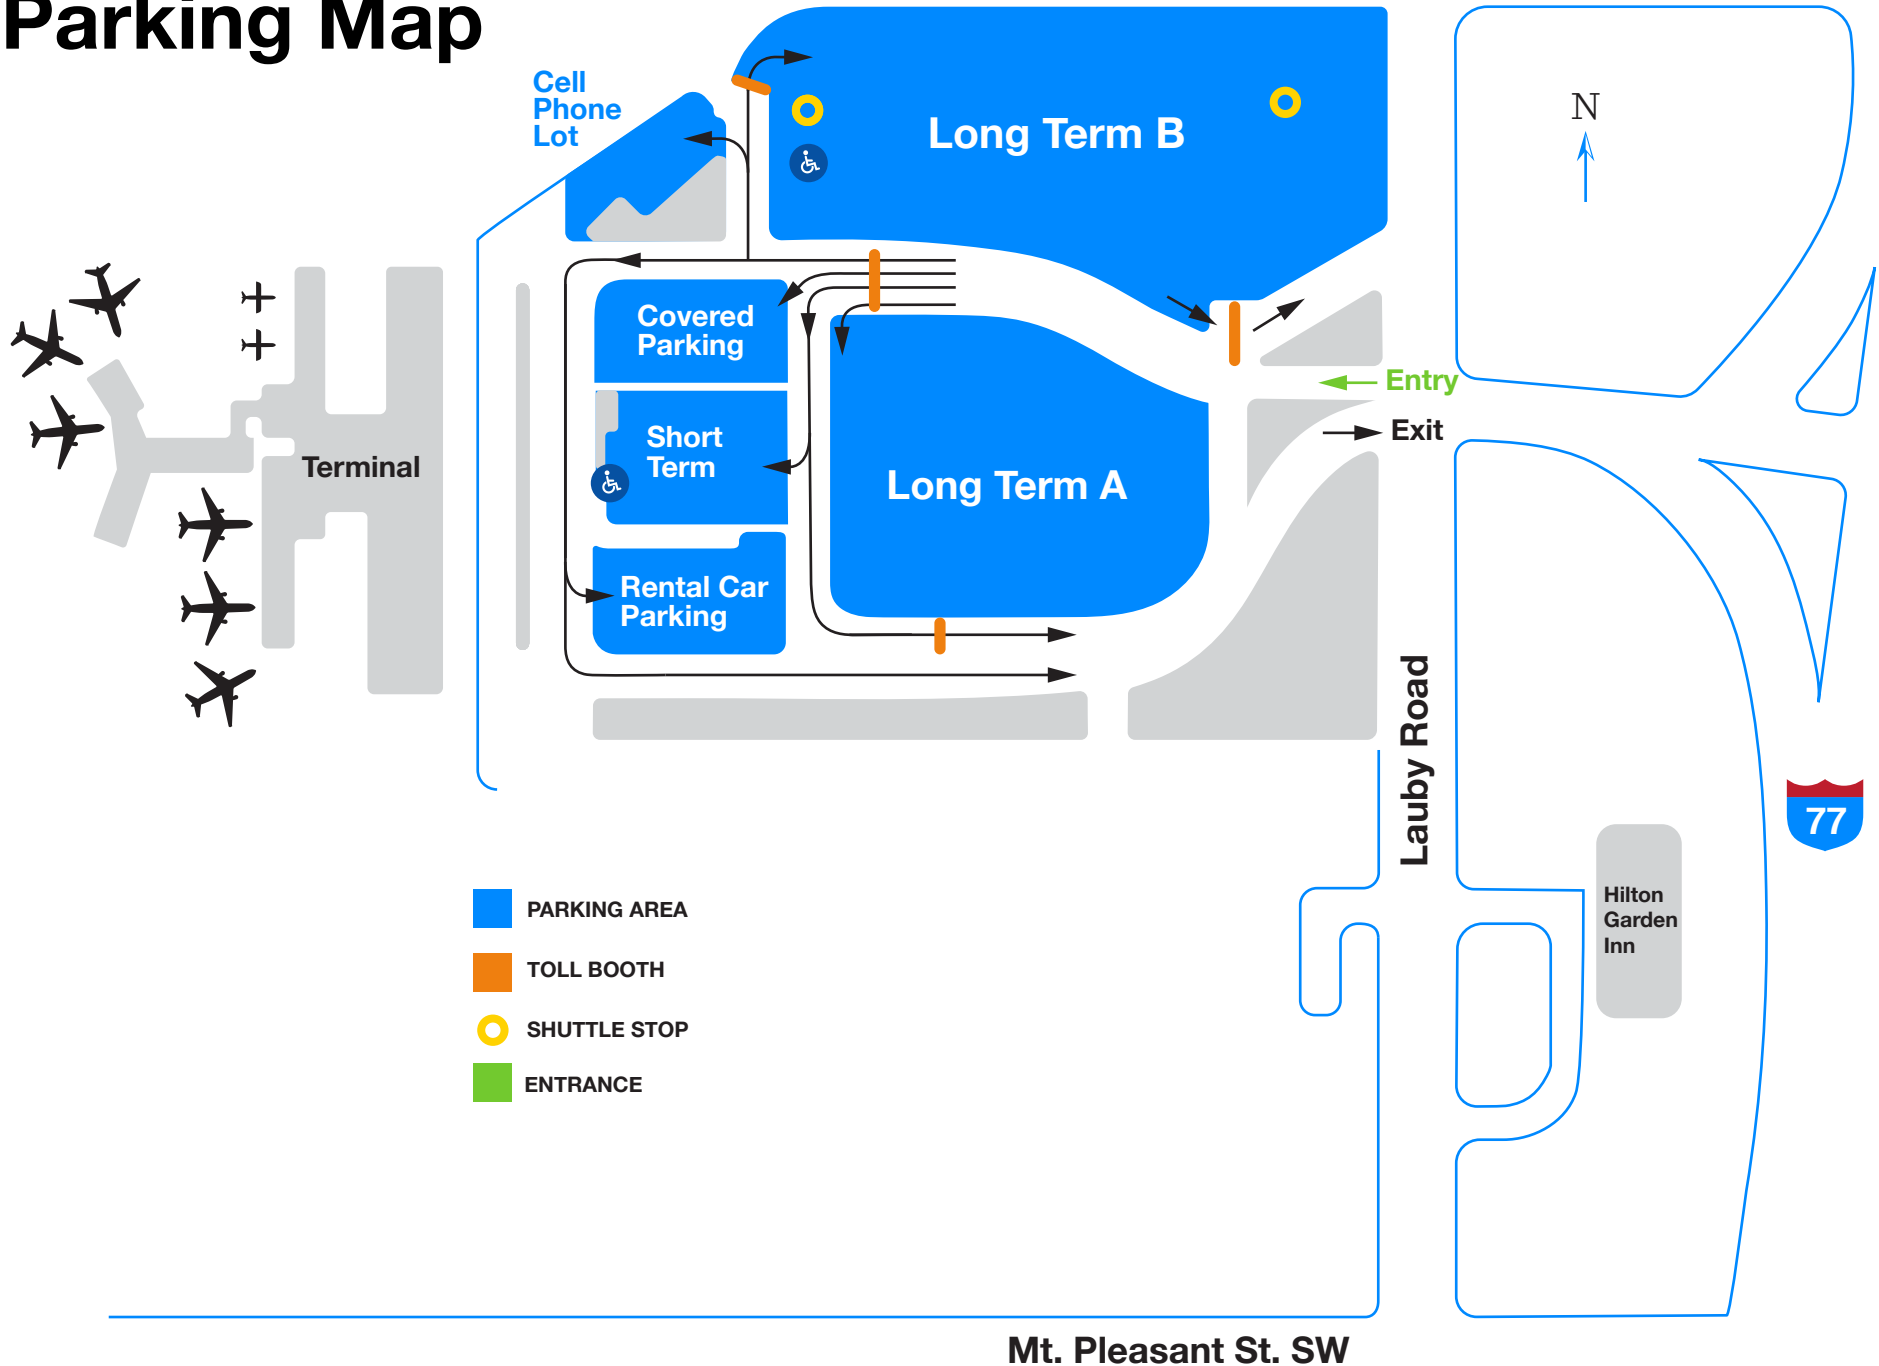 Parking Map
Cell
Phone
Lot
Long Term B
N
Covered
Parking
Entry
Exit
Short
Term
Terminal
Long Term A
Rental Car
Parking
Lauby Road
77
Hilton
Garden
Inn
PARKING AREA
TOLL BOOTH
SHUTTLE STOP
ENTRANCE
Mt. Pleasant St. SW